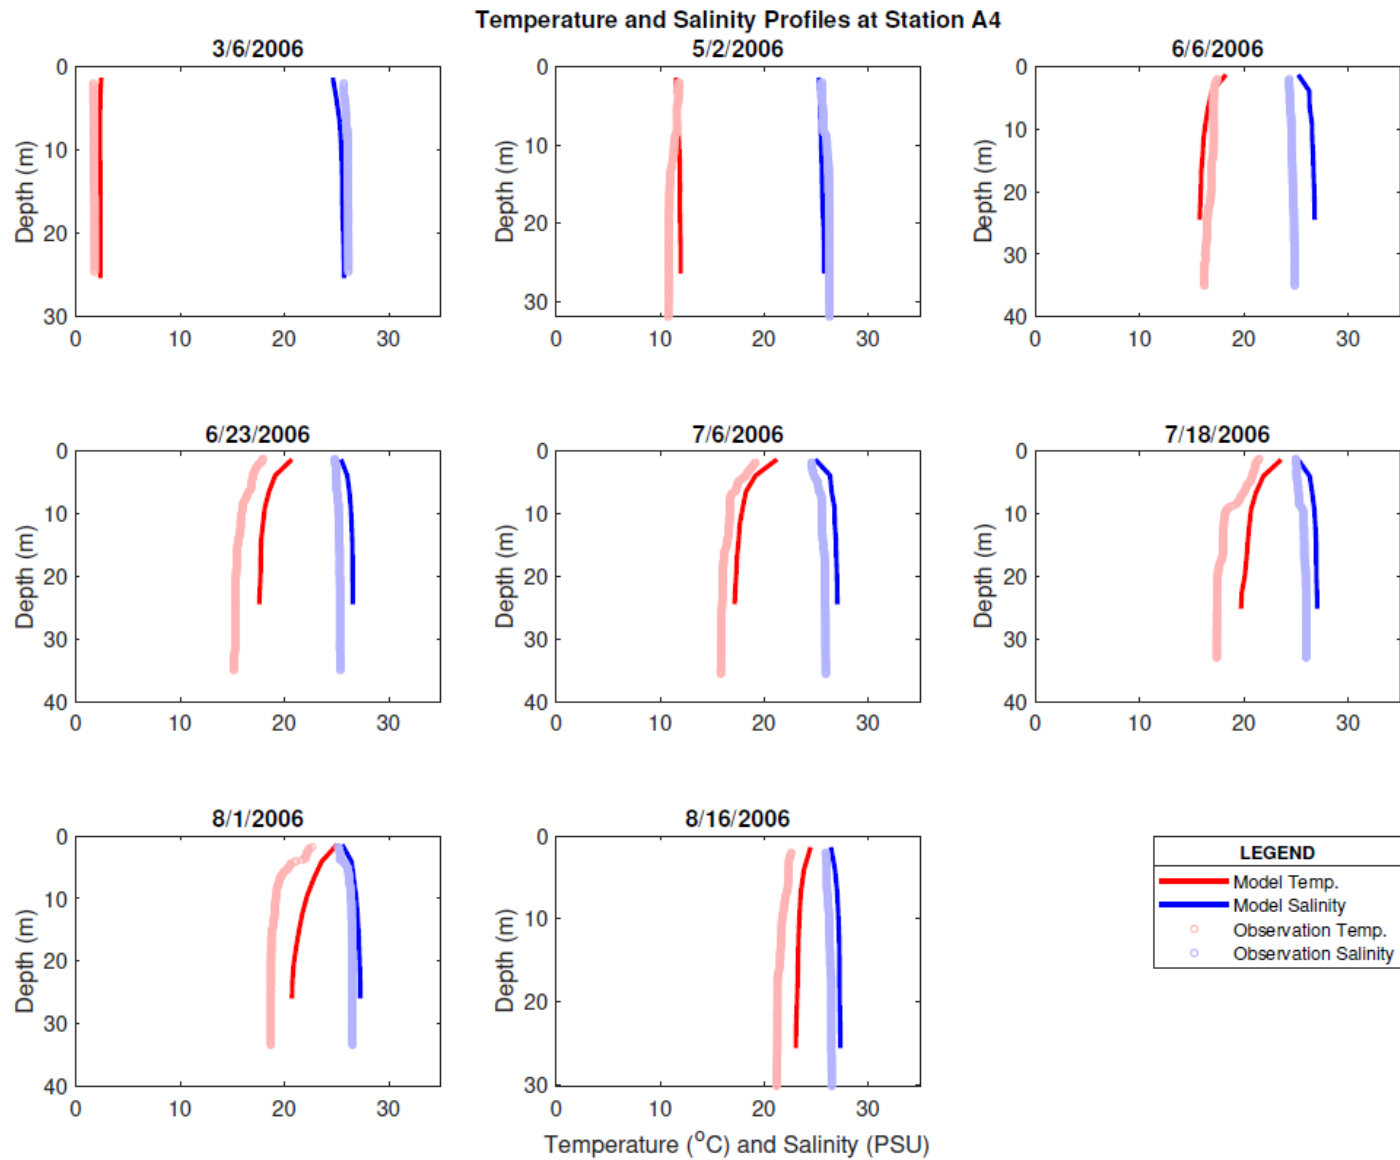 Temperature and Salinity Profiles at Station A4
3/6/2006
0
10
20
30
Depth (m)
0 10 20 30
5/2/2006
0
10
20
30
Depth (m)
0 10 20 30
6/6/2006
0
10
20
30
40
Depth (m)
0 10 20 30
6/23/2006
0
10
20
30
40
Depth (m)
0 10 20 30
7/6/2006
0
10
20
30
40
Depth (m)
0 10 20 30
7/18/2006
0
10
20
30
40
Depth (m)
0 10 20 30
8/1/2006
0
10
20
30
40
Depth (m)
0 10 20 30
8/16/2006
0
10
20
30
Depth (m)
0 10 20 30
Temperature (°C) and Salinity (PSU)
LEGEND
Model Temp.
Model Salinity
Observation Temp.
Observation Salinity